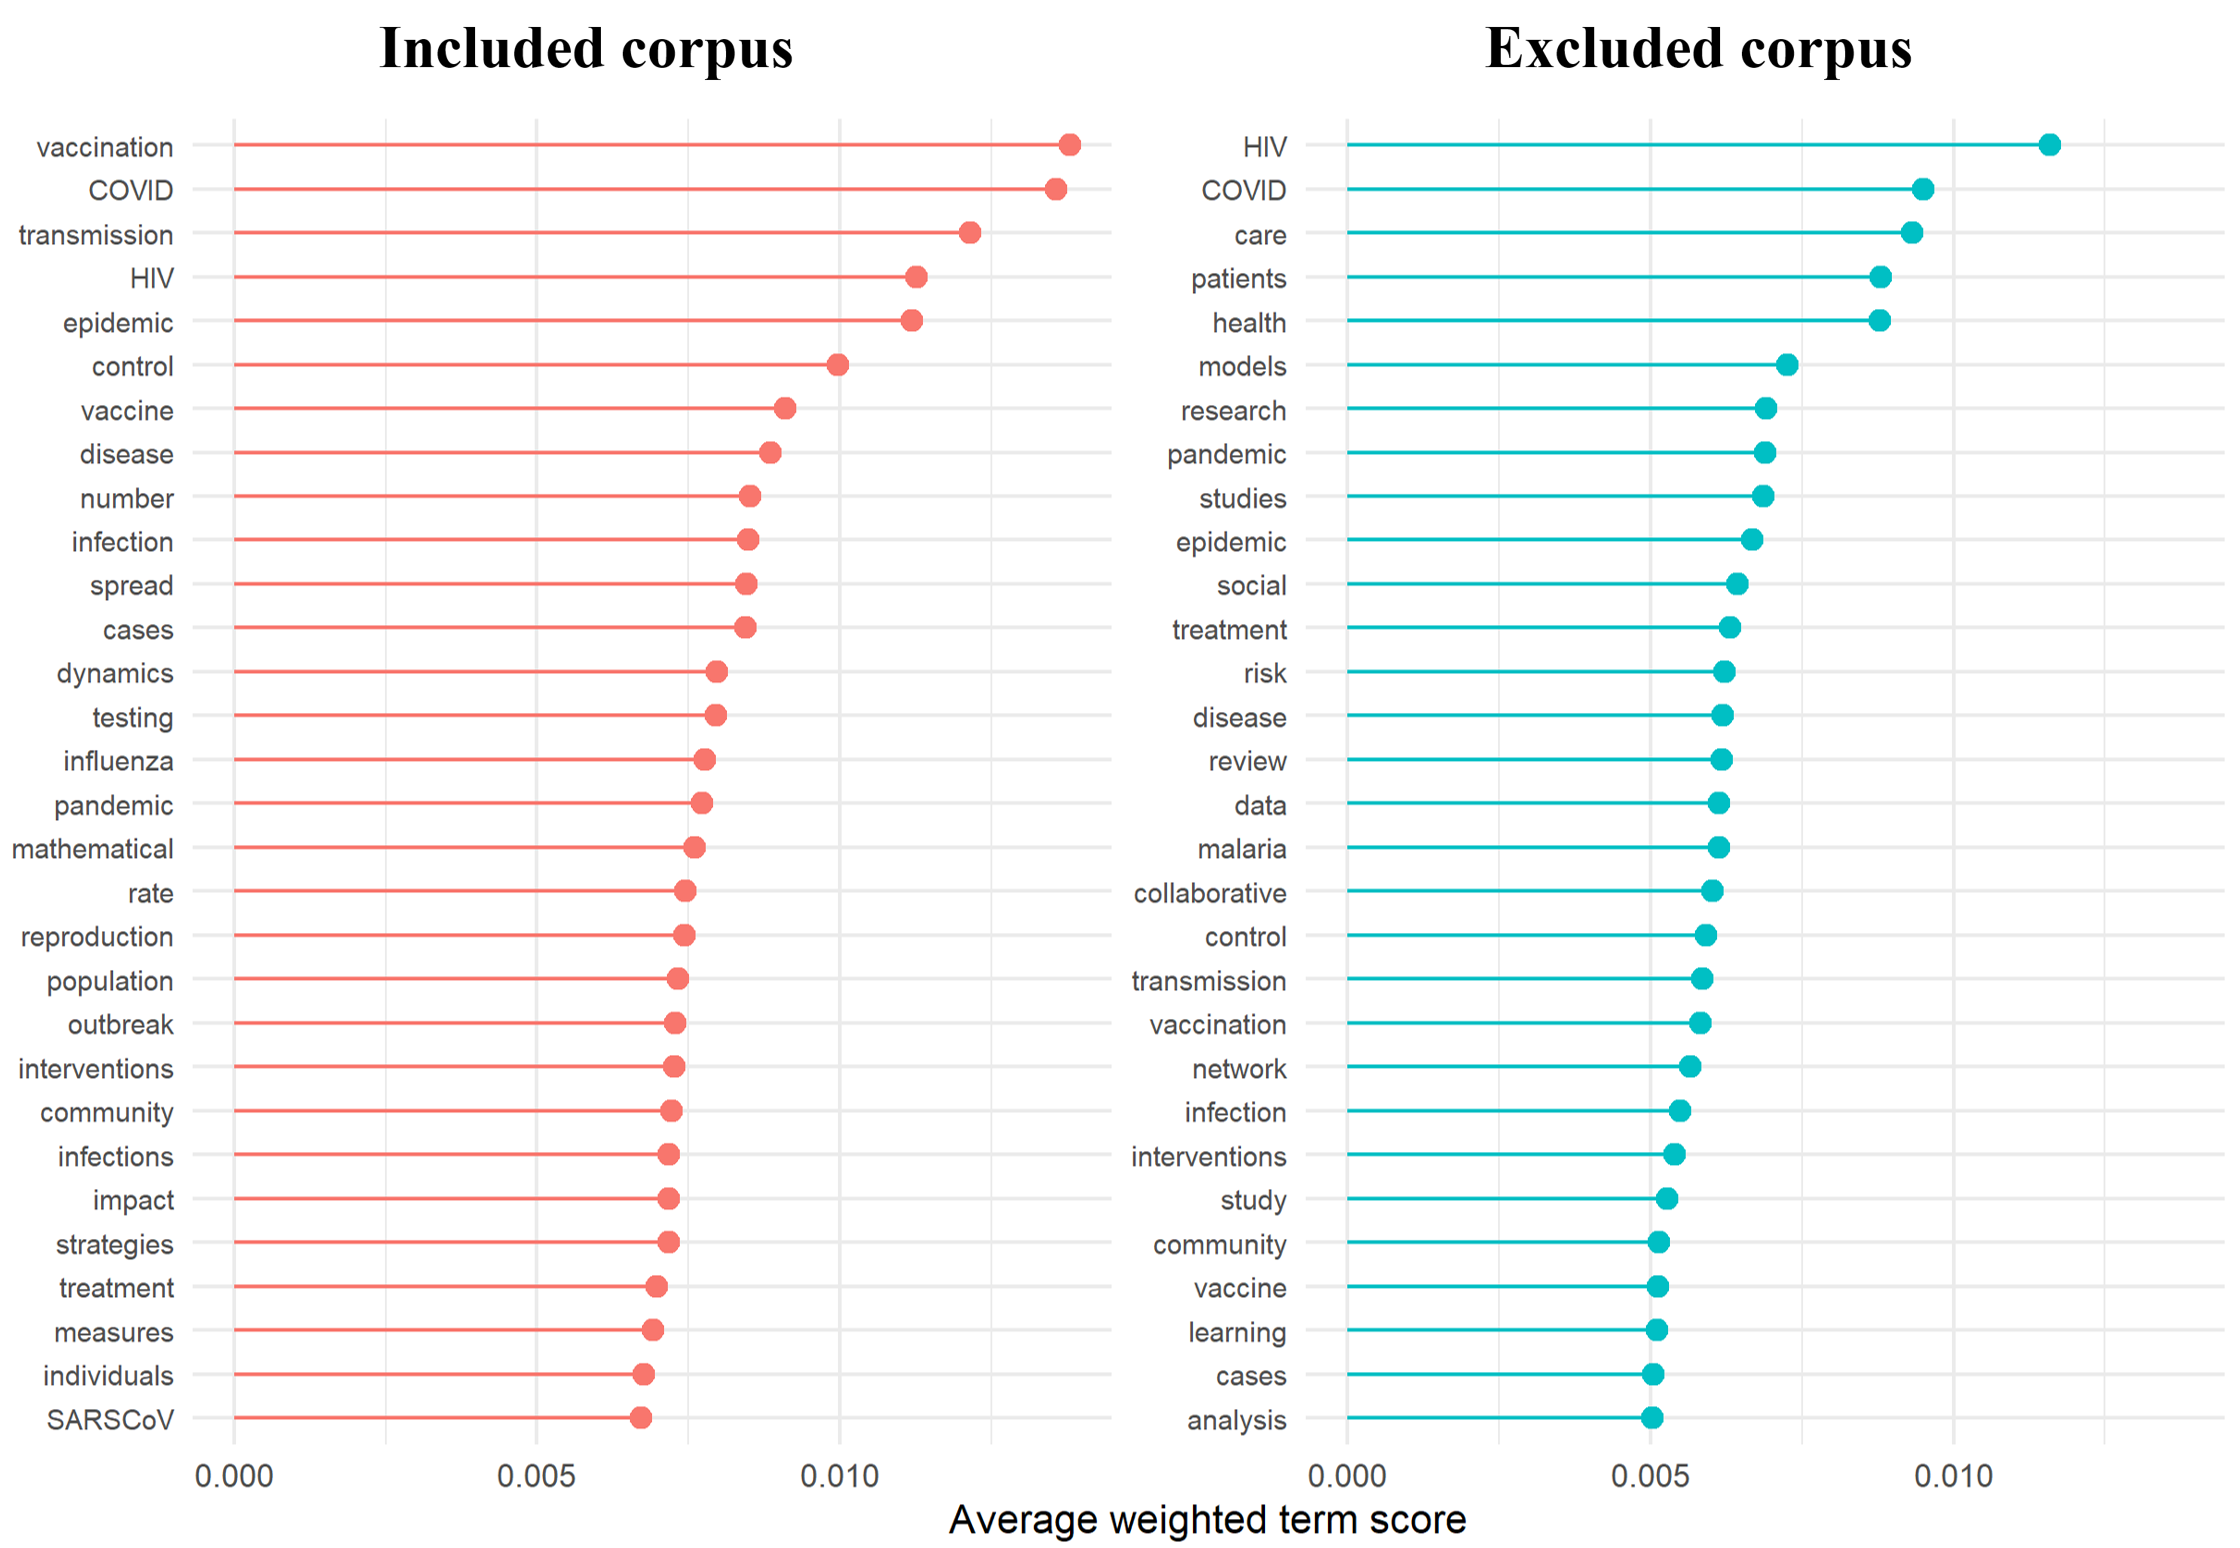 Included corpus
vaccination
COVID
transmission
HIV
epidemic
control
vaccine
disease
number
infection
spread
cases
dynamics
testing
influenza
pandemic
mathematical
rate
reproduction
population
outbreak
interventions
community
infections
impact
strategies
treatment
measures
individuals
SARSCoV
0.000 0.005 0.010
Excluded corpus
HIV
COVID
care
patients
health
models
research
pandemic
studies
epidemic
social
treatment
risk
disease
review
data
malaria
collaborative
control
transmission
vaccination
network
infection
interventions
study
community
vaccine
learning
cases
analysis
0.000 0.005 0.010
Average weighted term score